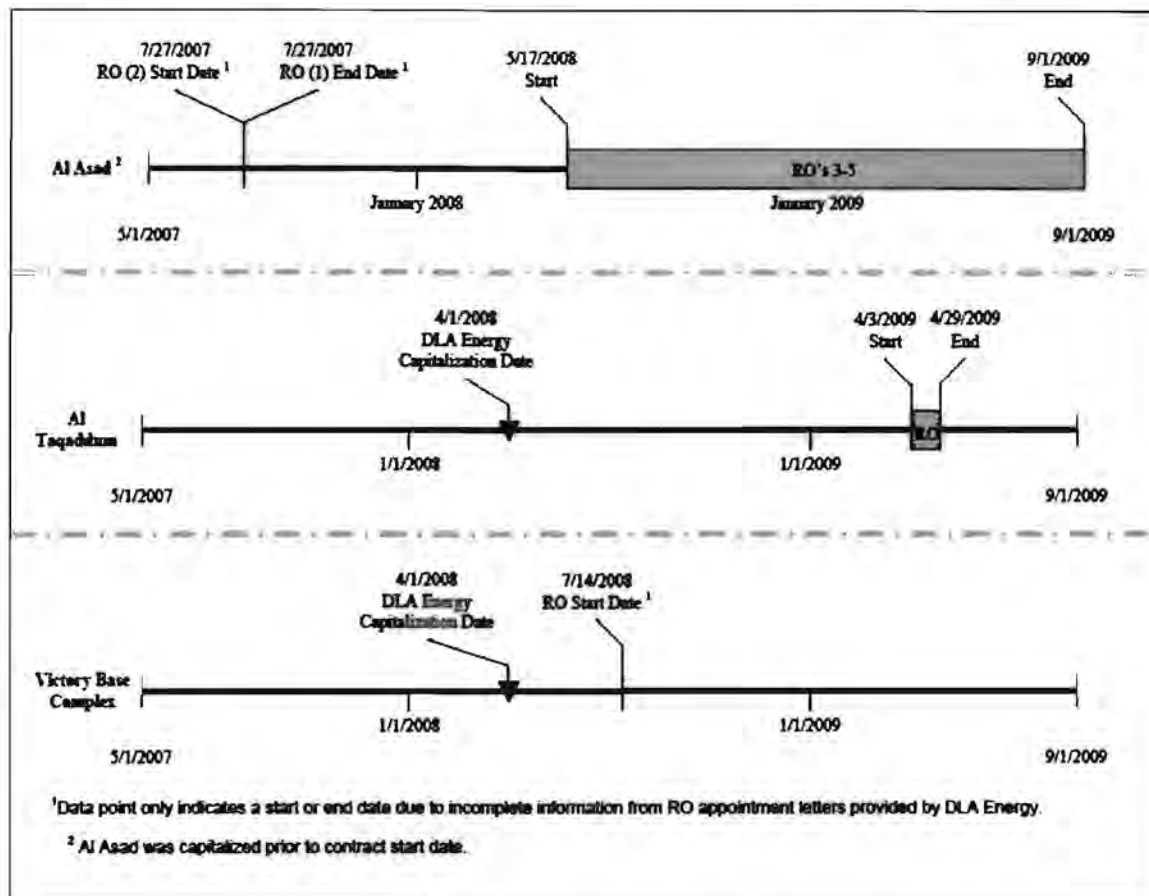 7/27/2007
RO (2) Start Date ¹
7/27/2007
RO (1) End Date ¹
5/17/2008
Start
9/1/2009
End
Al Asad ²
RO's 3-5
January 2008
January 2009
5/1/2007
9/1/2009
4/1/2008
DLA Energy
Capitalization Date
4/3/2009
Start
4/29/2009
End
Al
Taqaddum
RO
1/1/2008
1/1/2009
5/1/2007
9/1/2009
4/1/2008
DLA Energy
Capitalization Date
7/14/2008
RO Start Date ¹
Victory Base
Complex
1/1/2008
1/1/2009
5/1/2007
9/1/2009
¹Data point only indicates a start or end date due to incomplete information from RO appointment letters provided by DLA Energy.
² Al Asad was capitalized prior to contract start date.